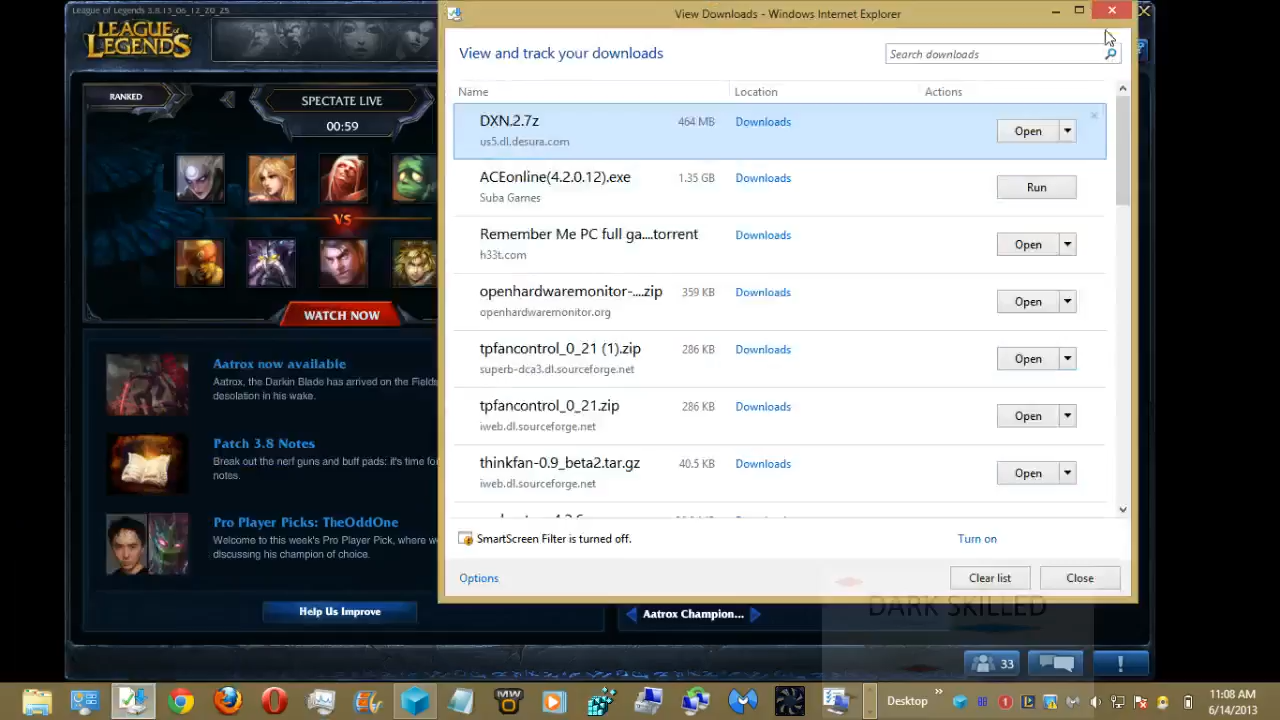 League of Legends 3.8.13_06_12_20_25
LEAGUE of
LEGENDS
RANKED
SPECTATE LIVE
00:59
VS
WATCH NOW
Aatrox now available
Aatrox, the Darkin Blade has arrived on the Fields
desolation in his wake.
Patch 3.8 Notes
Break out the nerf guns and buff pads: it's time for
notes.
Pro Player Picks: TheOddOne
Welcome to this week's Pro Player Pick, where w
discussing his champion of choice.
Help Us Improve
Aatrox Champion...
33
View Downloads - Windows Internet Explorer
View and track your downloads
Search downloads
Name Location Actions
DXN.2.7z 464 MB Downloads Open
us5.dl.desura.com
ACEonline(4.2.0.12).exe 1.35 GB Downloads Run
Suba Games
Remember Me PC full ga....torrent Downloads Open
h33t.com
openhardwaremonitor-....zip 359 KB Downloads Open
openhardwaremonitor.org
tpfancontrol_0_21 (1).zip 286 KB Downloads Open
superb-dca3.dl.sourceforge.net
tpfancontrol_0_21.zip 286 KB Downloads Open
iweb.dl.sourceforge.net
thinkfan-0.9_beta2.tar.gz 40.5 KB Downloads Open
iweb.dl.sourceforge.net
SmartScreen Filter is turned off. Turn on
Options Clear list Close
DARK SKILLED
MW
Desktop
11:08 AM
6/14/2013